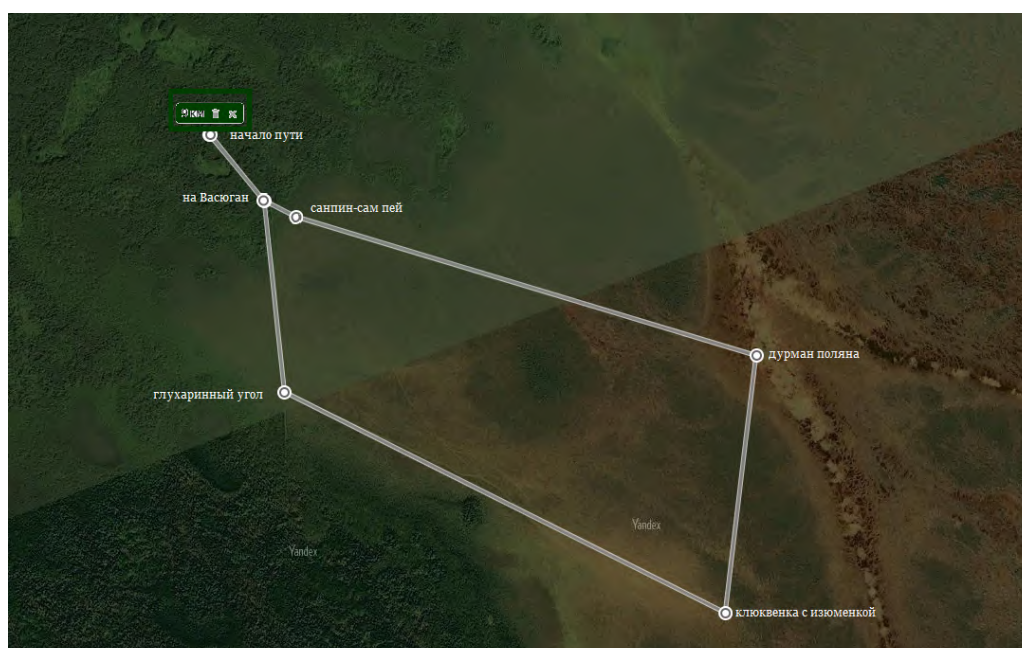 начало пути
на Васюган
санпин-сам пей
дурман поляна
глухаринный угол
Yandex
Yandex
клюквенка с изюменкой